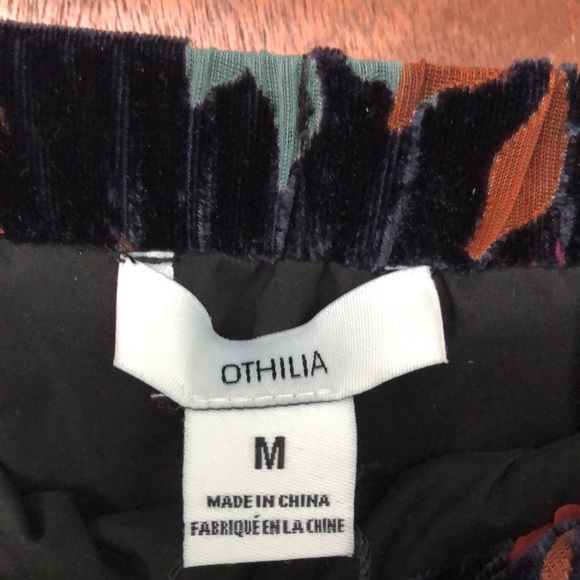 OTHILIA
M
MADE IN CHINA
FABRIQUÉ EN LA CHINE